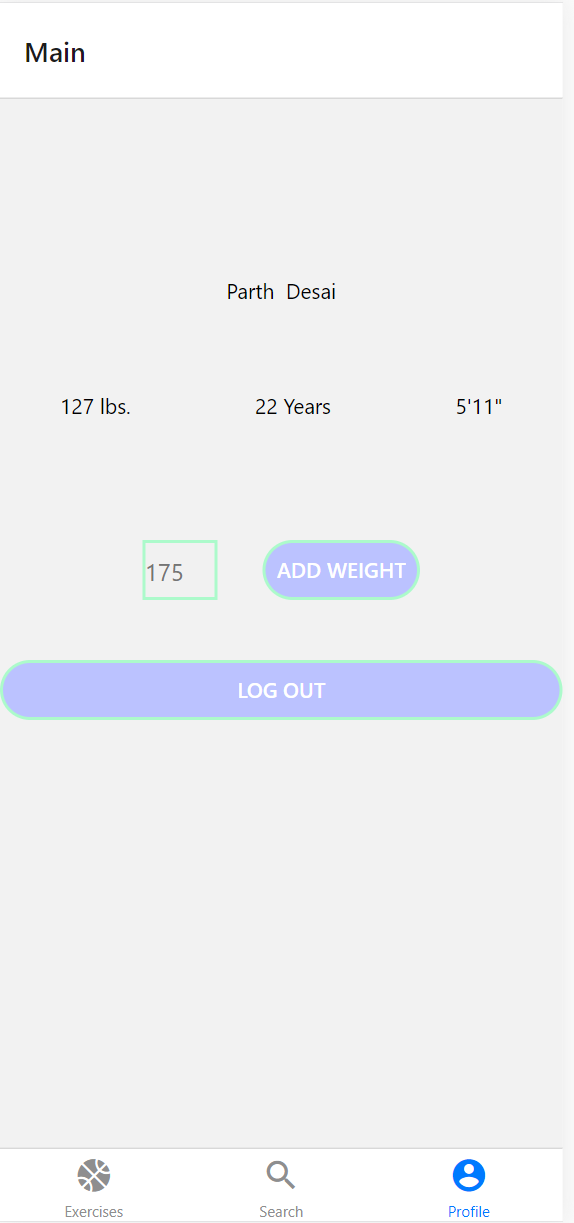 Main
Parth  Desai
127 lbs. 22 Years 5'11"
175 ADD WEIGHT
LOG OUT
Exercises Search Profile